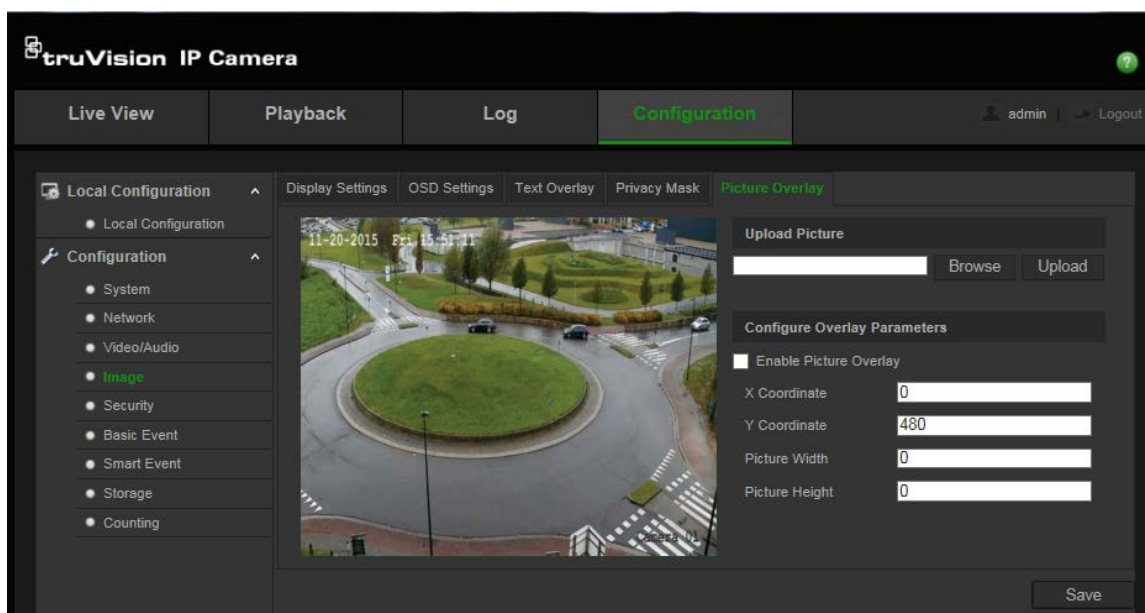 truVision IP Camera
?
Live View
Playback
Log
Configuration
admin | Logout
Local Configuration
Local Configuration
Configuration
System
Network
Video/Audio
Image
Security
Basic Event
Smart Event
Storage
Counting
Display Settings
OSD Settings
Text Overlay
Privacy Mask
Picture Overlay
11-20-2015 Fri 15:51:11
Camera 01
Upload Picture
Browse
Upload
Configure Overlay Parameters
Enable Picture Overlay
X Coordinate 0
Y Coordinate 480
Picture Width 0
Picture Height 0
Save